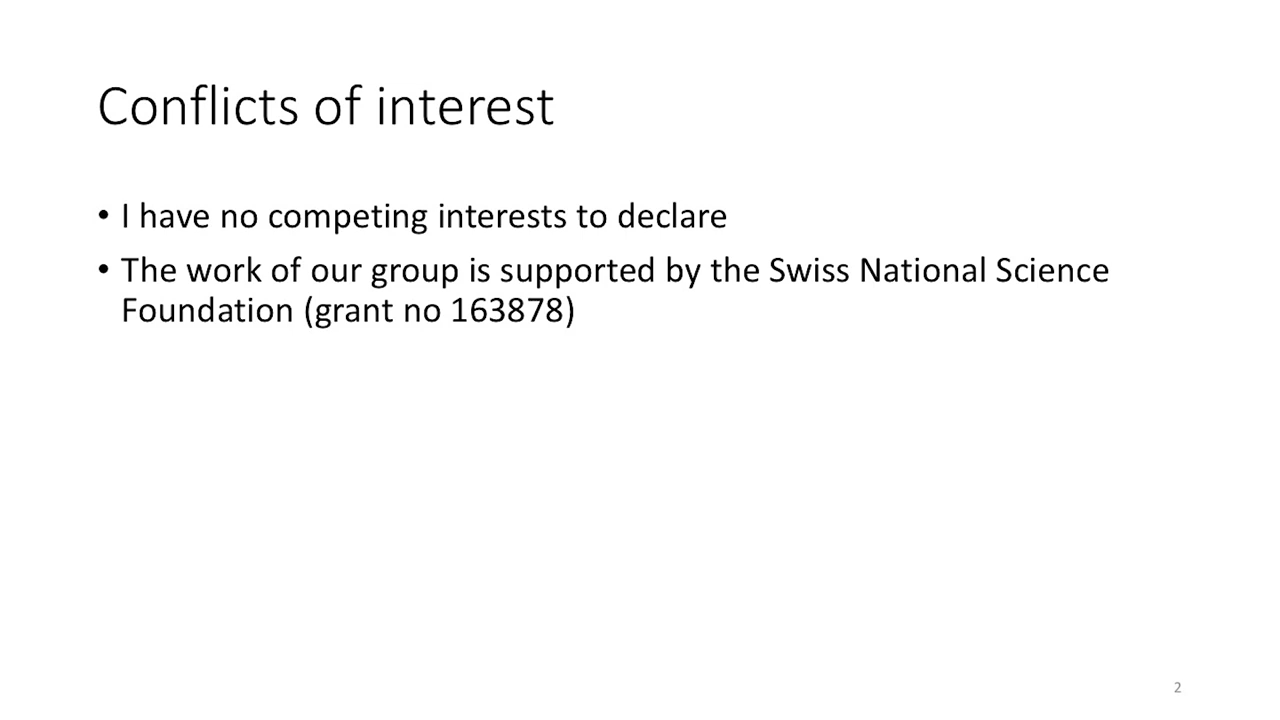 Conflicts of interest
• I have no competing interests to declare
• The work of our group is supported by the Swiss National Science
Foundation (grant no 163878)
2